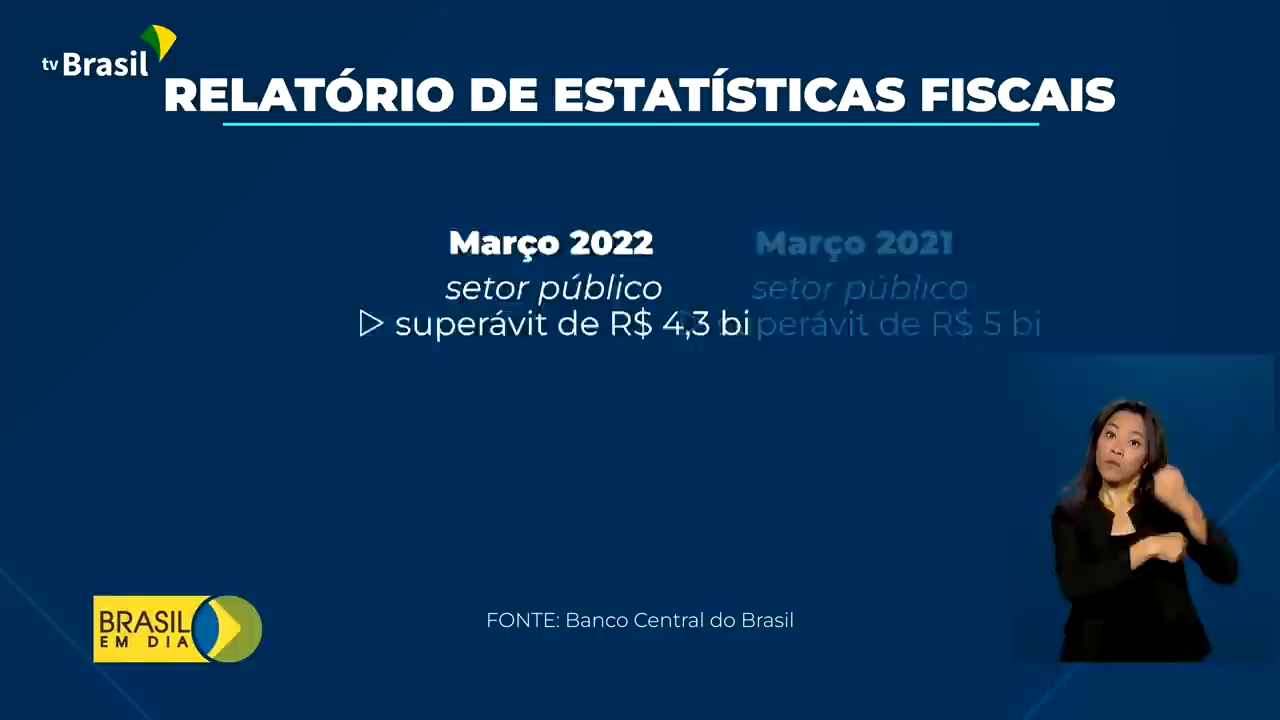 tv Brasil
RELATÓRIO DE ESTATÍSTICAS FISCAIS
Março 2022
setor público
▷ superávit de R$ 4,3 bi
Março 2021
setor público
superávit de R$ 5 bi
BRASIL
EM DIA
FONTE: Banco Central do Brasil